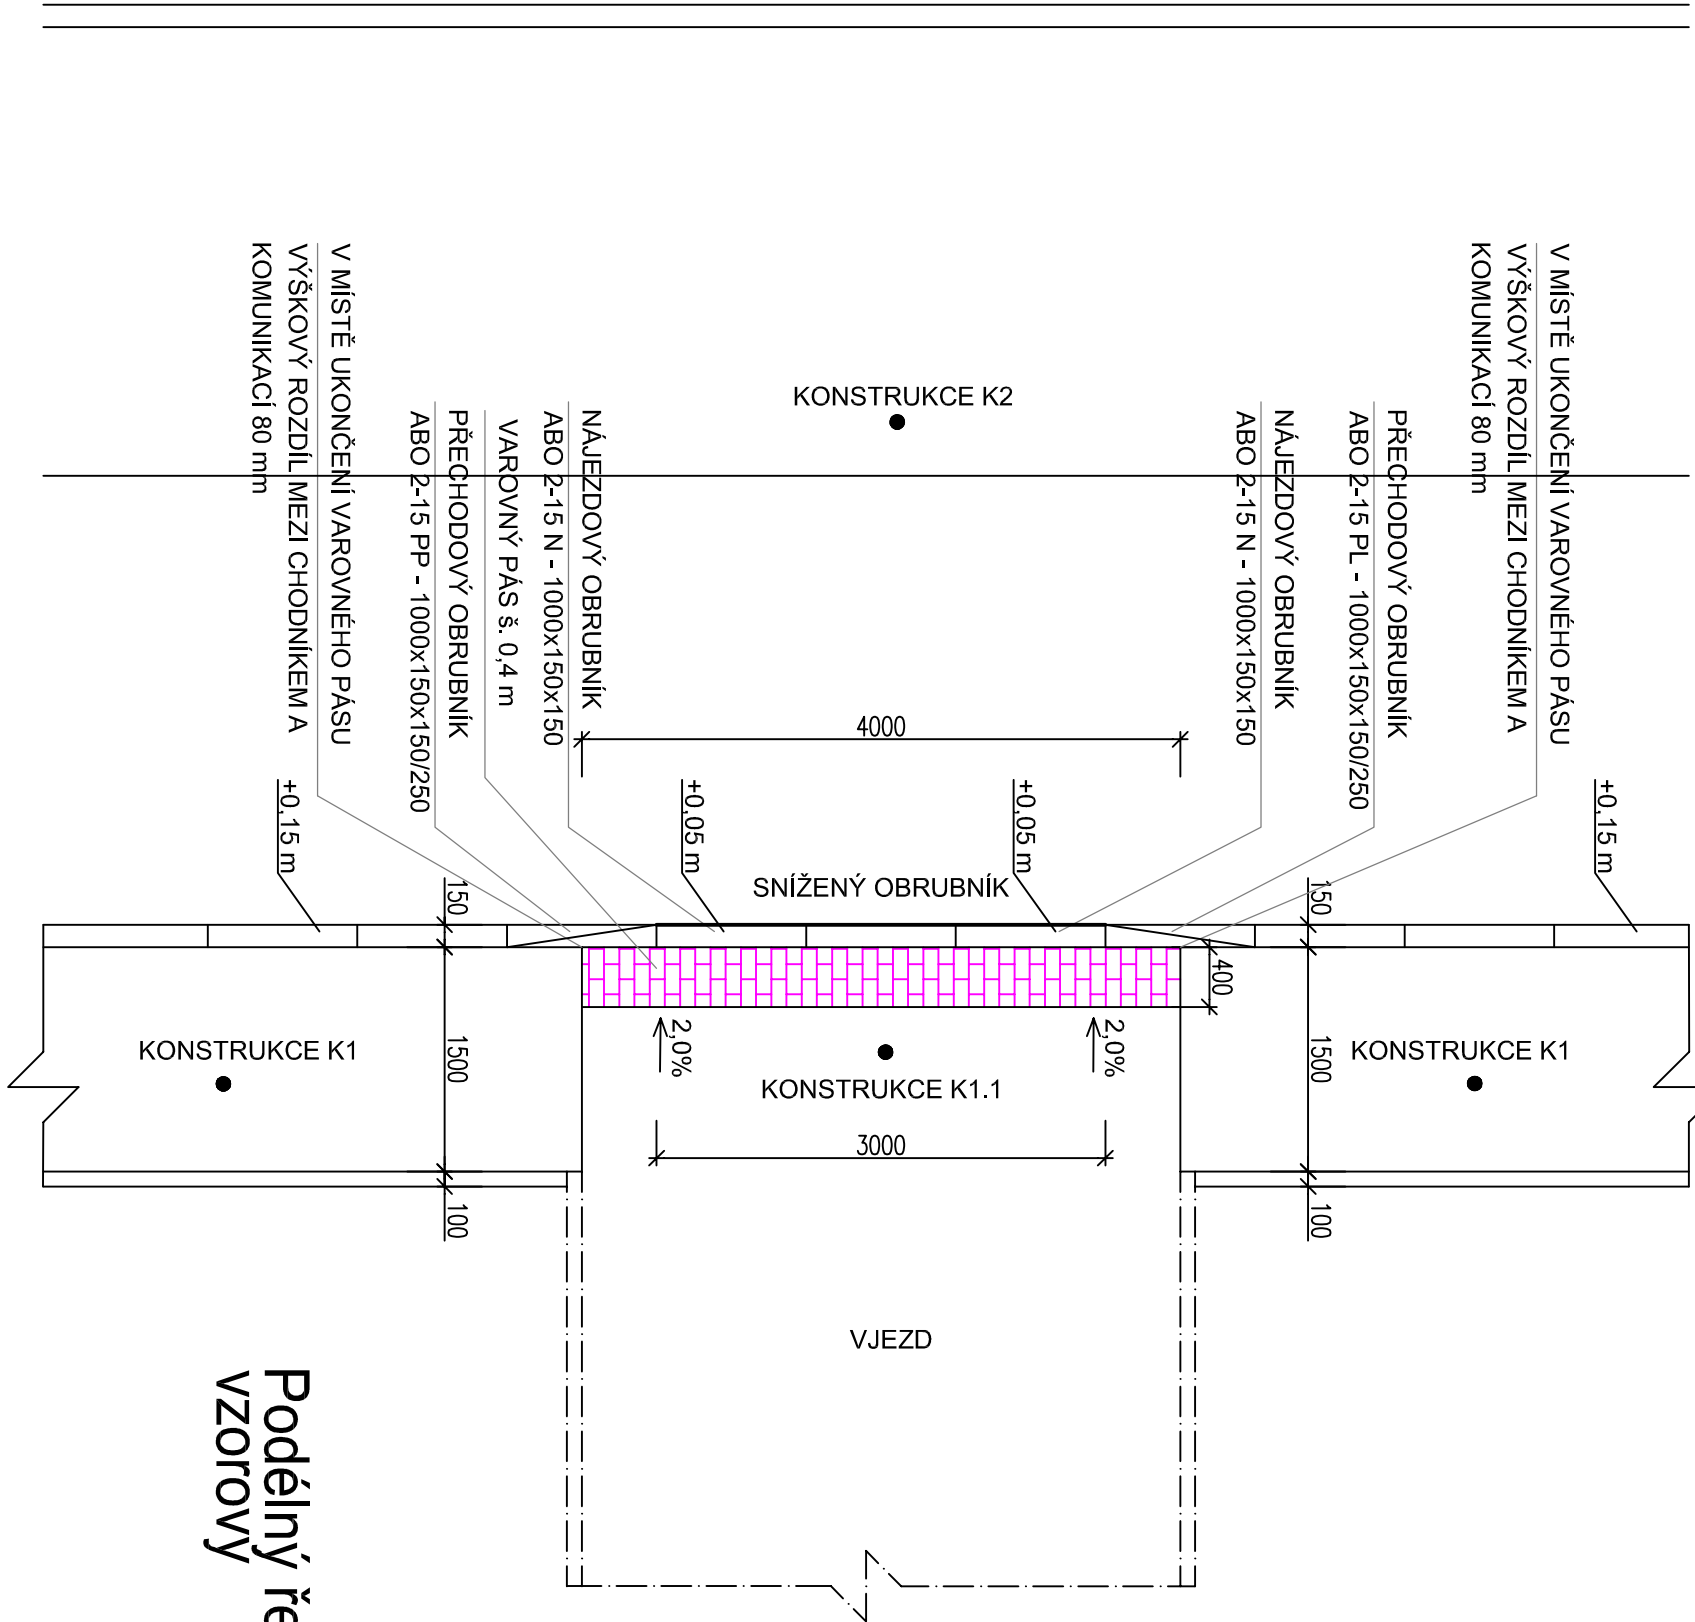 KONSTRUKCE K2
V MÍSTĚ UKONČENÍ VAROVNÉHO PÁSU
VÝŠKOVÝ ROZDÍL MEZI CHODNÍKEM A
KOMUNIKACÍ 80 mm
PŘECHODOVÝ OBRUBNÍK
ABO 2-15 PP - 1000x150x150/250
VAROVNÝ PÁS š. 0,4 m
NÁJEZDOVÝ OBRUBNÍK
ABO 2-15 N - 1000x150x150
NÁJEZDOVÝ OBRUBNÍK
ABO 2-15 N - 1000x150x150
PŘECHODOVÝ OBRUBNÍK
ABO 2-15 PL - 1000x150x150/250
V MÍSTĚ UKONČENÍ VAROVNÉHO PÁSU
VÝŠKOVÝ ROZDÍL MEZI CHODNÍKEM A
KOMUNIKACÍ 80 mm
4000
+0,15 m
+0,05 m
+0,05 m
+0,15 m
SNÍŽENÝ OBRUBNÍK
150
150
400
KONSTRUKCE K1
1500
2,0%
2,0%
KONSTRUKCE K1.1
1500
KONSTRUKCE K1
3000
100
100
VJEZD
Podélný ře
vzorový